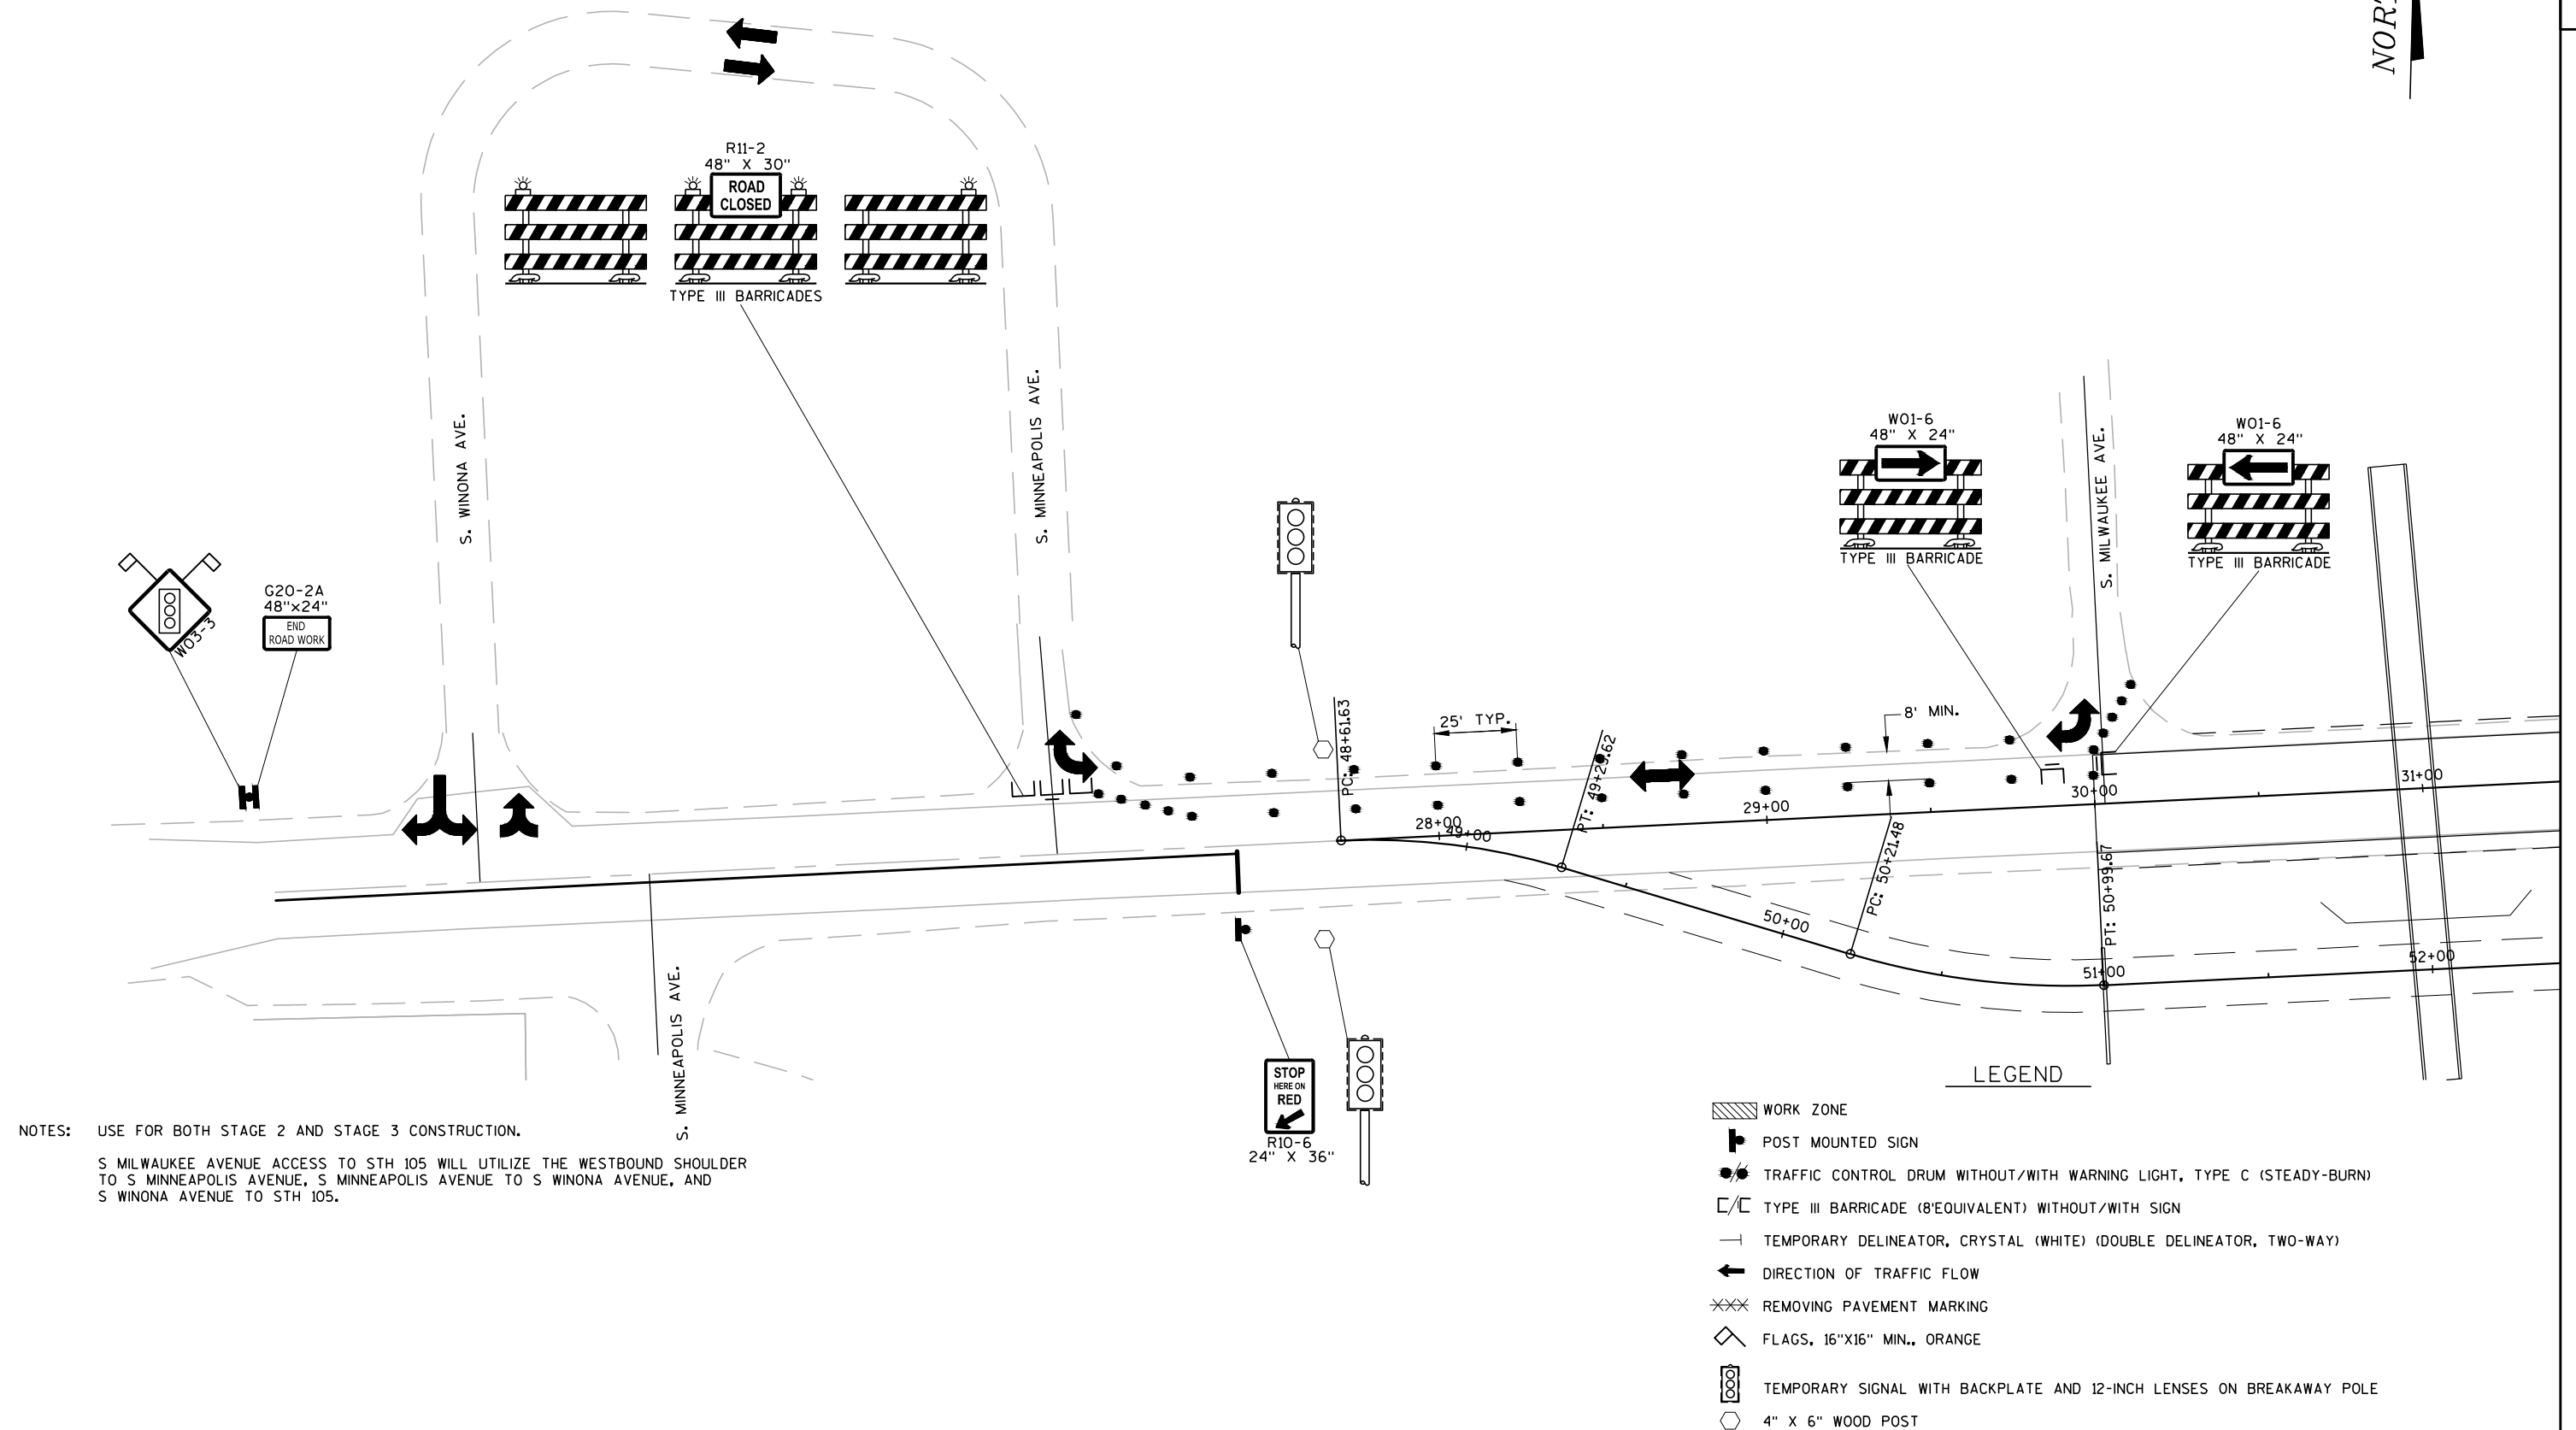 NORT
R11-2
48" X 30"
ROAD
CLOSED
TYPE III BARRICADES
S. WINONA AVE.
S. MINNEAPOLIS AVE.
W01-6
48" X 24"
TYPE III BARRICADE
S. MILWAUKEE AVE.
W01-6
48" X 24"
TYPE III BARRICADE
W03-3
G20-2A
48"x24"
END
ROAD WORK
PC: 48+61.63
25' TYP.
PT: 49+29.62
8' MIN.
28+00
49+00
29+00
30+00
31+00
PC: 50+21.48
PT: 50+99.67
50+00
51+00
52+00
S. MINNEAPOLIS AVE.
STOP
HERE ON
RED
R10-6
24" X 36"
NOTES: USE FOR BOTH STAGE 2 AND STAGE 3 CONSTRUCTION.
S MILWAUKEE AVENUE ACCESS TO STH 105 WILL UTILIZE THE WESTBOUND SHOULDER
TO S MINNEAPOLIS AVENUE, S MINNEAPOLIS AVENUE TO S WINONA AVENUE, AND
S WINONA AVENUE TO STH 105.
LEGEND
WORK ZONE
POST MOUNTED SIGN
TRAFFIC CONTROL DRUM WITHOUT/WITH WARNING LIGHT, TYPE C (STEADY-BURN)
TYPE III BARRICADE (8'EQUIVALENT) WITHOUT/WITH SIGN
TEMPORARY DELINEATOR, CRYSTAL (WHITE) (DOUBLE DELINEATOR, TWO-WAY)
DIRECTION OF TRAFFIC FLOW
REMOVING PAVEMENT MARKING
FLAGS, 16"X16" MIN., ORANGE
TEMPORARY SIGNAL WITH BACKPLATE AND 12-INCH LENSES ON BREAKAWAY POLE
4" X 6" WOOD POST